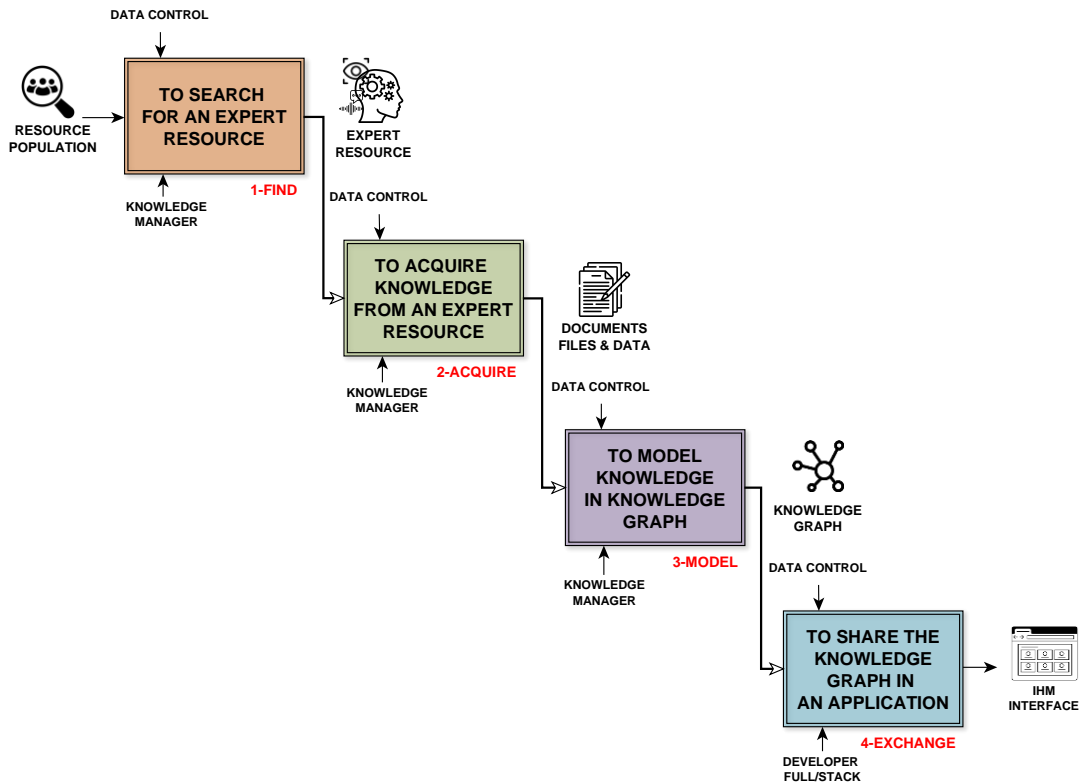 DATA CONTROL
TO SEARCH
FOR AN EXPERT
RESOURCE
RESOURCE
POPULATION
EXPERT
RESOURCE
1-FIND
KNOWLEDGE
MANAGER
DATA CONTROL
TO ACQUIRE
KNOWLEDGE
FROM AN EXPERT
RESOURCE
DOCUMENTS
FILES & DATA
2-ACQUIRE
KNOWLEDGE
MANAGER
DATA CONTROL
TO MODEL
KNOWLEDGE
IN KNOWLEDGE
GRAPH
KNOWLEDGE
GRAPH
3-MODEL
KNOWLEDGE
MANAGER
DATA CONTROL
TO SHARE THE
KNOWLEDGE
GRAPH IN
AN APPLICATION
IHM
INTERFACE
4-EXCHANGE
DEVELOPER
FULL/STACK